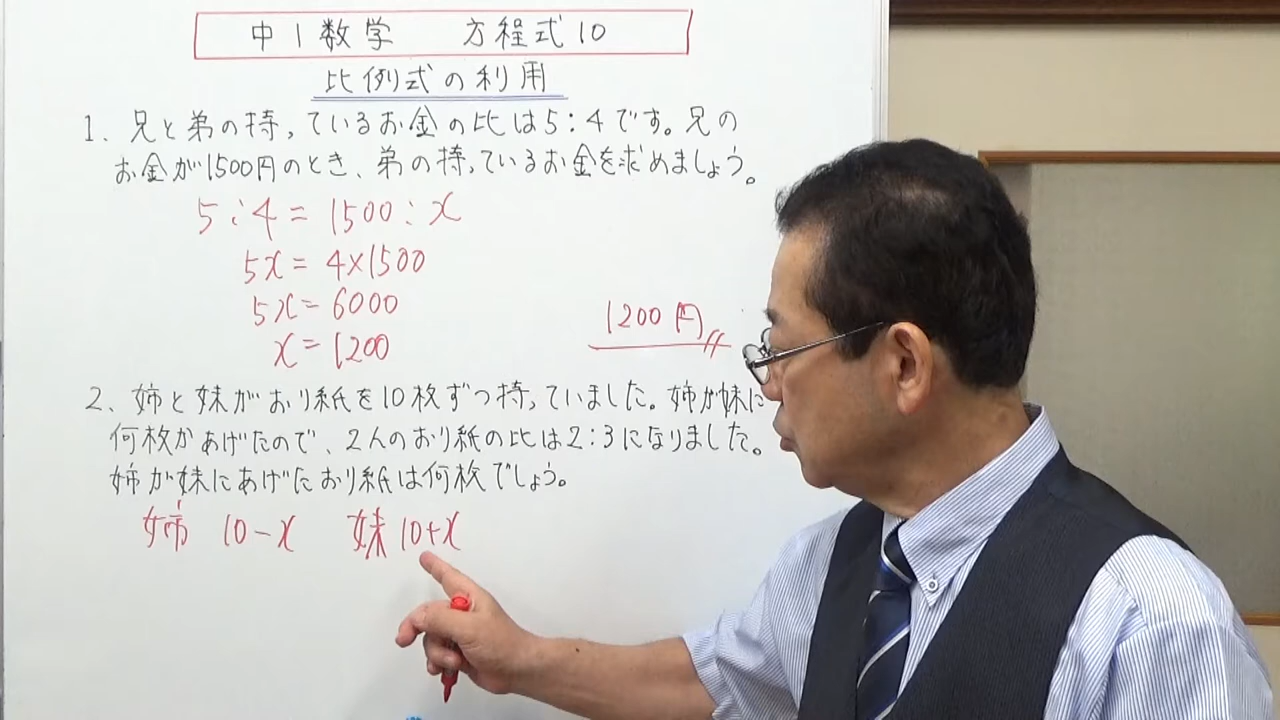 中1数学 方程式10
比例式の利用
1、兄と弟の持っているお金の比は5:4です。兄の
お金が1500円のとき、弟の持っているお金を求めましょう。
5:4=1500:x
5x=4×1500
5x=6000
x=1200
1200円
2、姉と妹がおり紙を10枚ずつ持っていました。姉が妹に
何枚かあげたので、2人のおり紙の比は2:3になりました。
姉が妹にあげたおり紙は何枚でしょう。
姉 10-x 妹 10+x